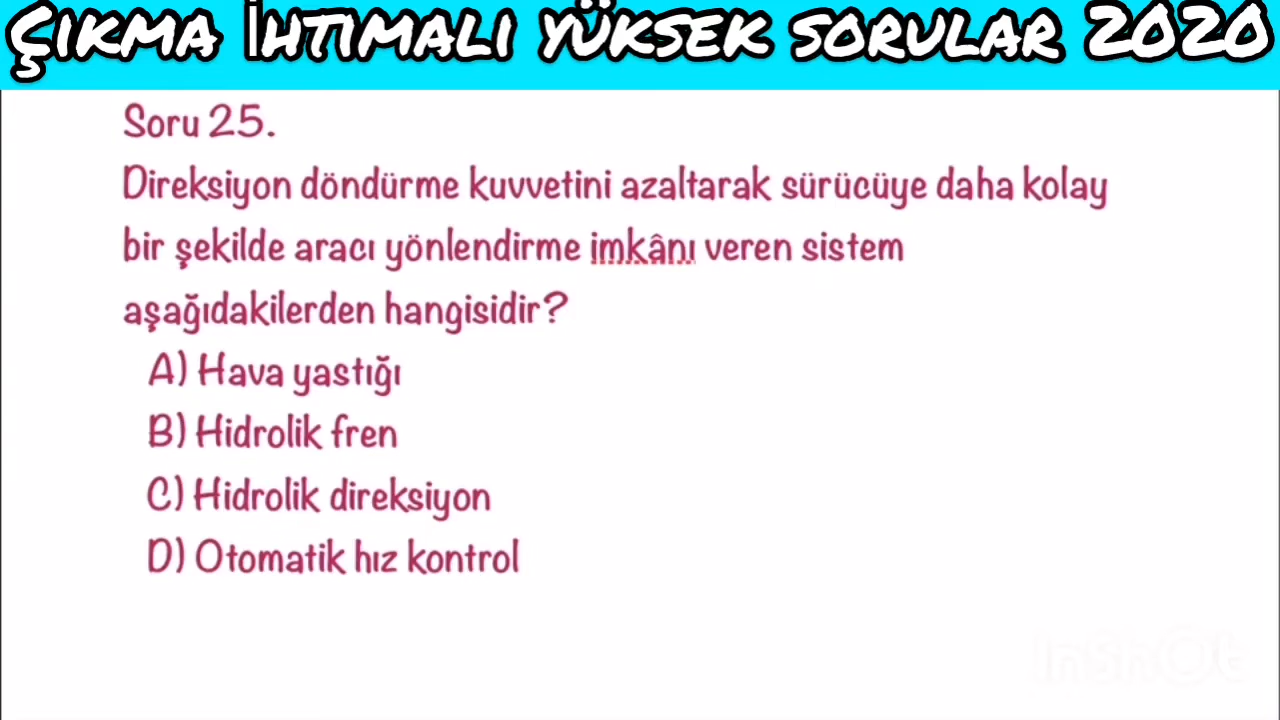 Çıkma İhtimali yüksek sorular 2020
Soru 25.
Direksiyon döndürme kuvvetini azaltarak sürücüye daha kolay
bir şekilde aracı yönlendirme imkânı veren sistem
aşağıdakilerden hangisidir?
A) Hava yastığı
B) Hidrolik fren
C) Hidrolik direksiyon
D) Otomatik hız kontrol